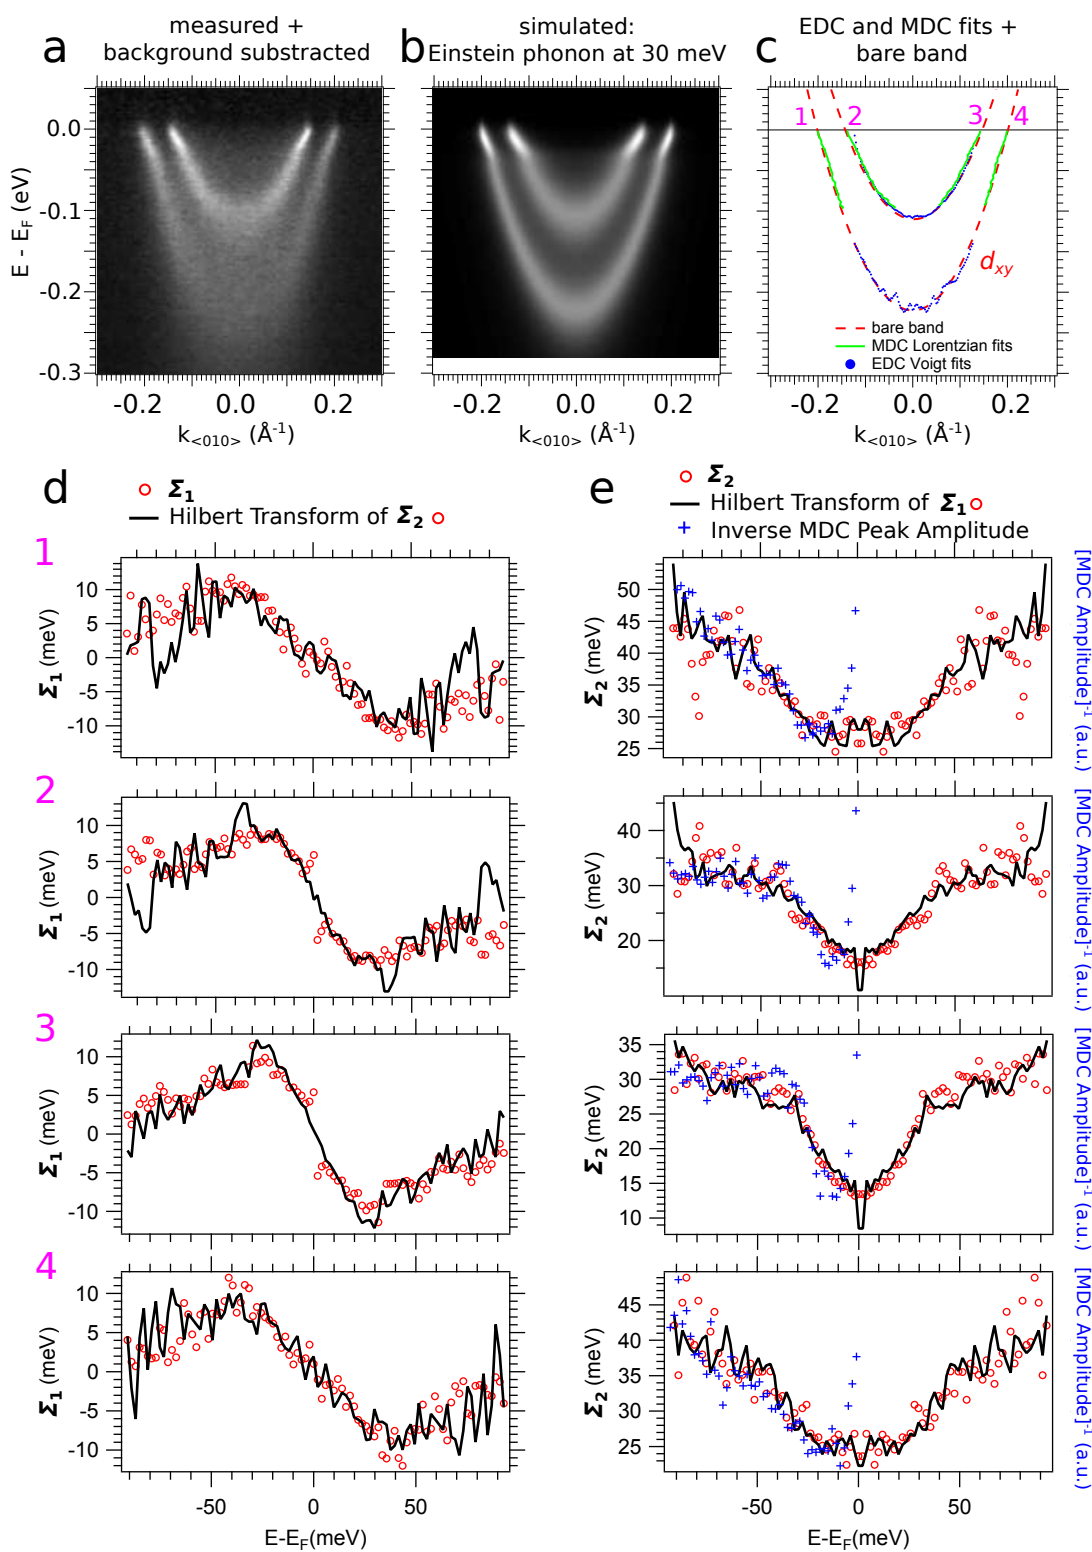 a
measured +
background substracted
b
simulated:
Einstein phonon at 30 meV
c
EDC and MDC fits +
bare band
E - E_F (eV)
0.0
-0.1
-0.2
-0.3
-0.2
0.0
0.2
k<010> (Å-1)
-0.2
0.0
0.2
k<010> (Å-1)
1
2
3
4
dxy
bare band
MDC Lorentzian fits
EDC Voigt fits
-0.2
0.0
0.2
k<010> (Å-1)
d
Σ1
Hilbert Transform of Σ2
e
Σ2
Hilbert Transform of Σ1
Inverse MDC Peak Amplitude
1
Σ1 (meV)
10
5
0
-5
-10
Σ2 (meV)
50
45
40
35
30
25
[MDC Amplitude]-1 (a.u.)
2
Σ1 (meV)
10
5
0
-5
-10
Σ2 (meV)
40
30
20
[MDC Amplitude]-1 (a.u.)
3
Σ1 (meV)
10
5
0
-5
-10
Σ2 (meV)
35
30
25
20
15
10
[MDC Amplitude]-1 (a.u.)
4
Σ1 (meV)
10
5
0
-5
-10
Σ2 (meV)
45
40
35
30
25
[MDC Amplitude]-1 (a.u.)
-50
0
50
E-EF(meV)
-50
0
50
E-EF(meV)